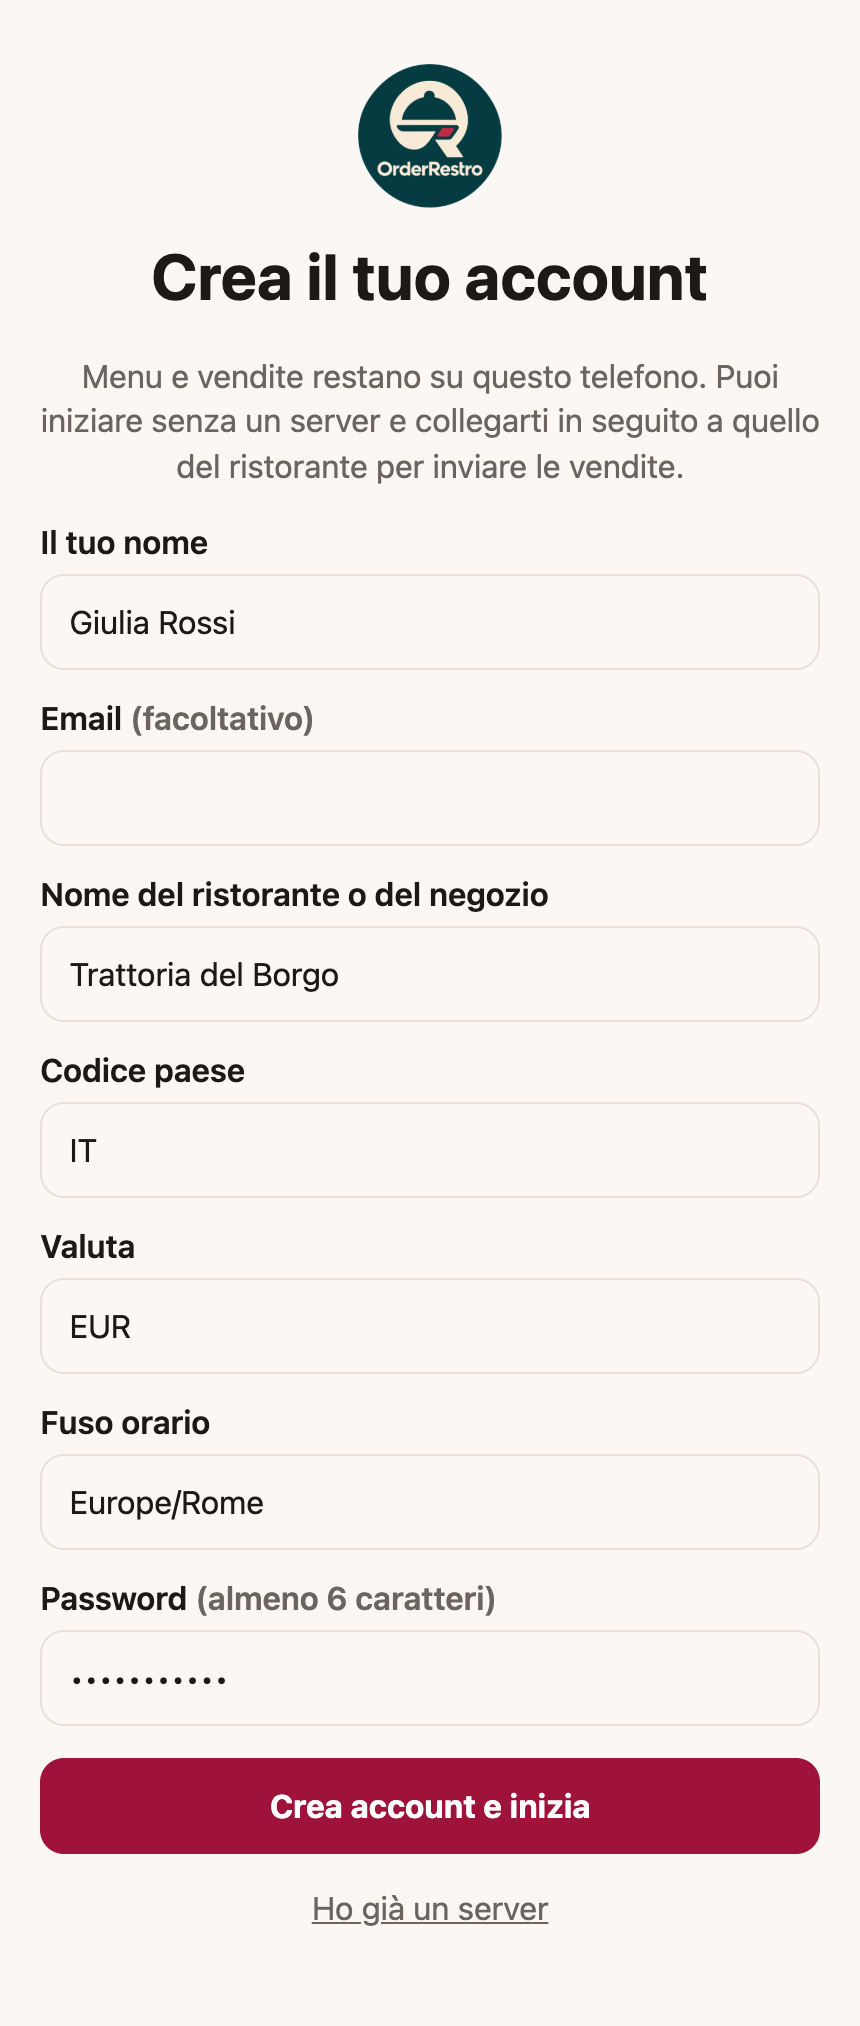 OrderRestro
Crea il tuo account
Menu e vendite restano su questo telefono. Puoi
iniziare senza un server e collegarti in seguito a quello
del ristorante per inviare le vendite.
Il tuo nome
Giulia Rossi
Email (facoltativo)
Nome del ristorante o del negozio
Trattoria del Borgo
Codice paese
IT
Valuta
EUR
Fuso orario
Europe/Rome
Password (almeno 6 caratteri)
•••••••••••
Crea account e inizia
Ho già un server